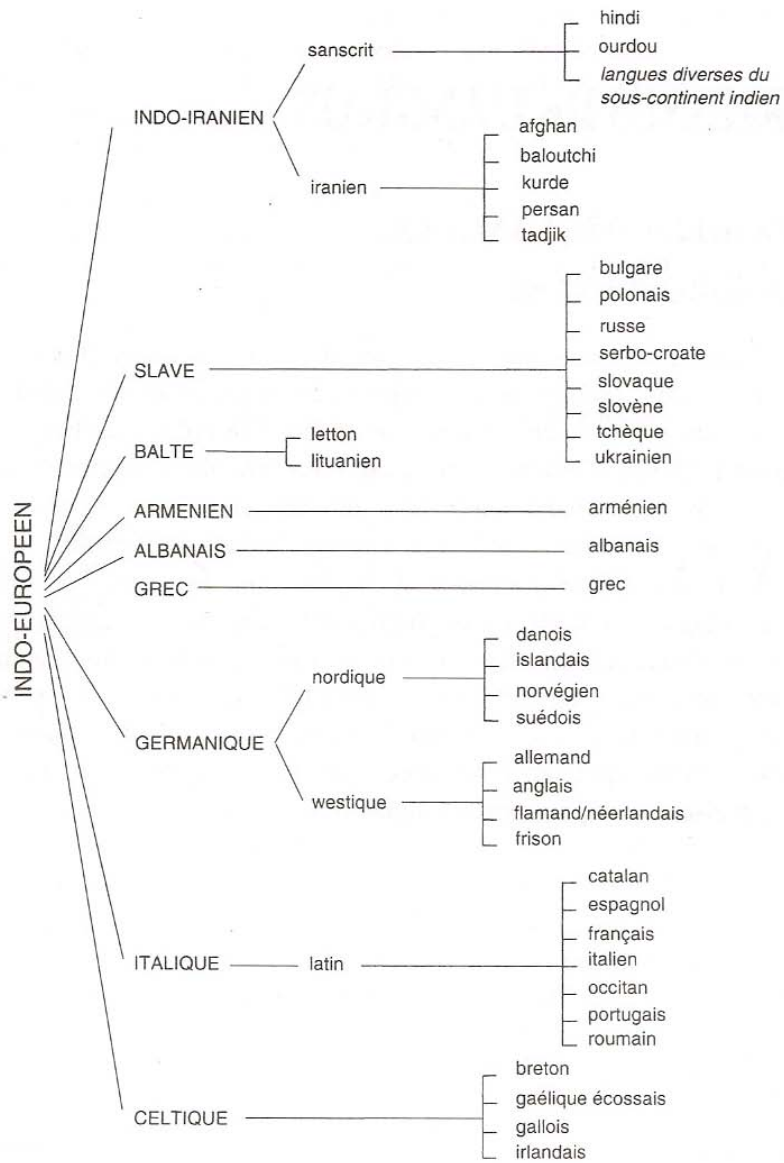 INDO-EUROPEEN
INDO-IRANIEN
sanscrit
hindi
ourdou
langues diverses du
sous-continent indien
iranien
afghan
baloutchi
kurde
persan
tadjik
SLAVE
bulgare
polonais
russe
serbo-croate
slovaque
slovène
tchèque
ukrainien
BALTE
letton
lituanien
ARMENIEN
arménien
ALBANAIS
albanais
GREC
grec
GERMANIQUE
nordique
danois
islandais
norvégien
suédois
westique
allemand
anglais
flamand/néerlandais
frison
ITALIQUE
latin
catalan
espagnol
français
italien
occitan
portugais
roumain
CELTIQUE
breton
gaélique écossais
gallois
irlandais